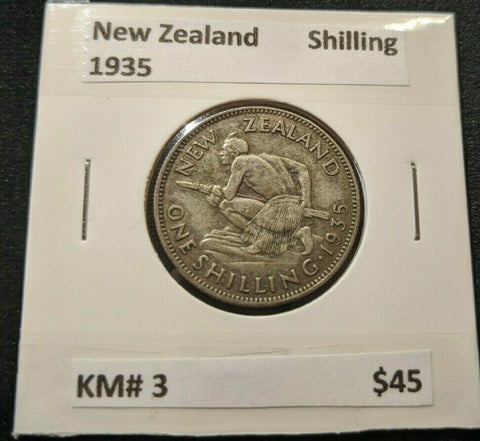 New Zealand Shilling
1935
NEW ZEALAND
ONE SHILLING · 1935
KM# 3 $45